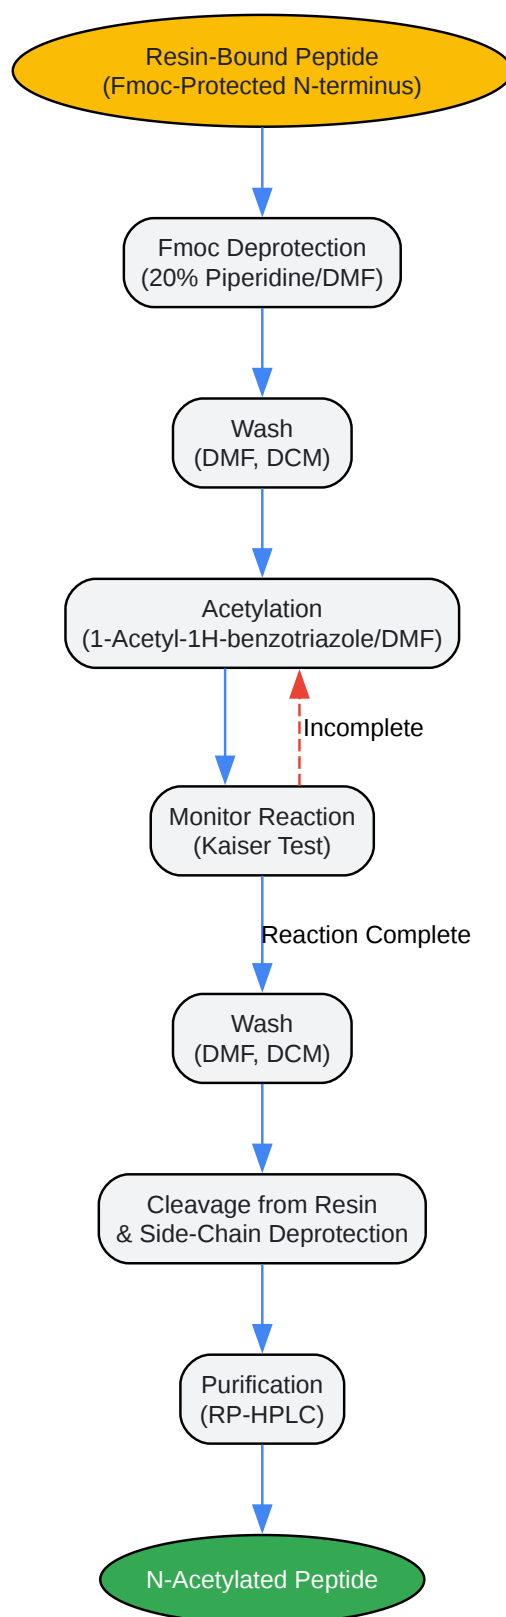 Resin-Bound Peptide
(Fmoc-Protected N-terminus)
Fmoc Deprotection
(20% Piperidine/DMF)
Wash
(DMF, DCM)
Acetylation
(1-Acetyl-1H-benzotriazole/DMF)
Incomplete
Monitor Reaction
(Kaiser Test)
Reaction Complete
Wash
(DMF, DCM)
Cleavage from Resin
& Side-Chain Deprotection
Purification
(RP-HPLC)
N-Acetylated Peptide